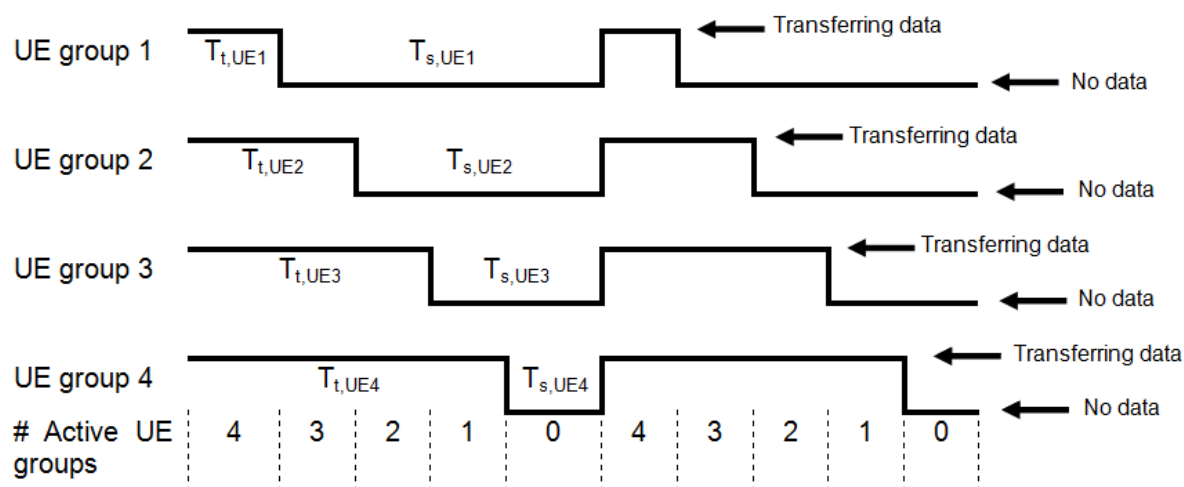 Transferring data
UE group 1 Tt,UE1 Ts,UE1
No data
Transferring data
UE group 2 Tt,UE2 Ts,UE2
No data
Transferring data
UE group 3 Tt,UE3 Ts,UE3
No data
Transferring data
UE group 4 Tt,UE4 Ts,UE4
No data
# Active UE 4 3 2 1 0 4 3 2 1 0
groups